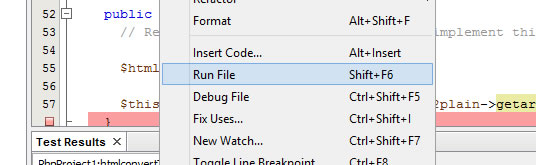 Refactor
52 public
Format Alt+Shift+F
53 // Re mplement thi
54 Insert Code... Alt+Insert
55 $html
Run File Shift+F6
56 Debug File Ctrl+Shift+F5
57 $this ?plain->getar
Fix Uses... Ctrl+Shift+I
}
New Watch... Ctrl+Shift+F7
Test Results
Toggle Line Breakpoint Ctrl+F8
PhpProject1:htmlconvert